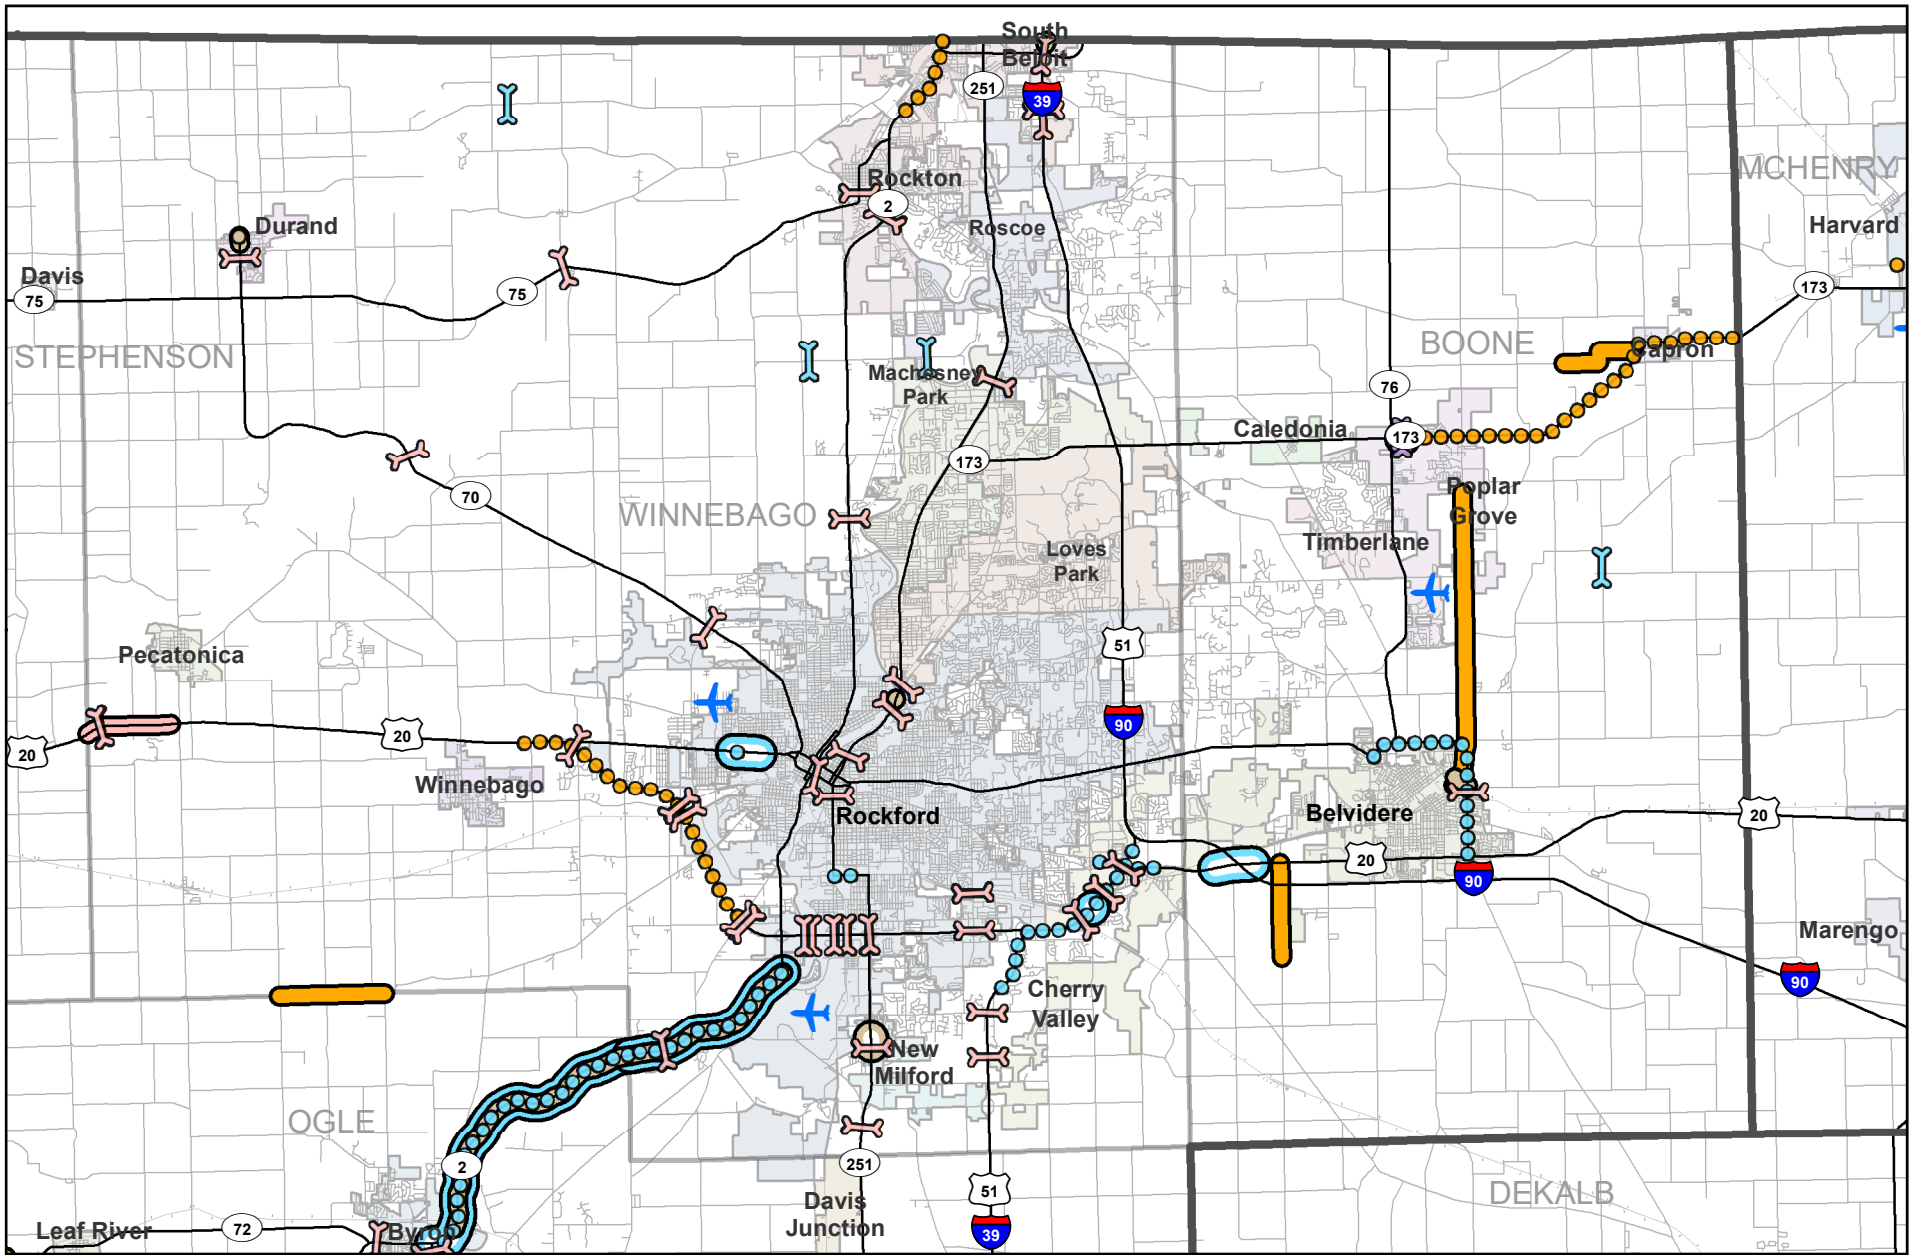 South
Beloit
251
39
MCHENRY
Rockton
2
Durand
Roscoe
Harvard
Davis
75
75
173
STEPHENSON
BOONE
Capron
Machesney
Park
76
Caledonia
173
173
70
WINNEBAGO
Poplar
Grove
Loves
Park
Timberlane
51
Pecatonica
20
20
90
Winnebago
Rockford
Belvidere
20
20
90
Marengo
90
Cherry
Valley
New
Milford
OGLE
2
251
51
DEKALB
Davis
Junction
Leaf River
72
Byron
39